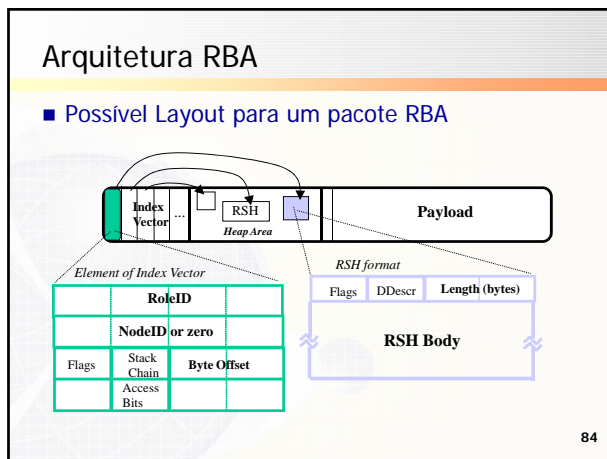 Arquitetura RBA
Possível Layout para um pacote RBA
Index
Vector
...
RSH
Heap Area
Payload
Element of Index Vector
RoleID
NodeID or zero
Flags
Stack
Chain
Byte Offset
Access
Bits
RSH format
Flags
DDescr
Length (bytes)
RSH Body
84